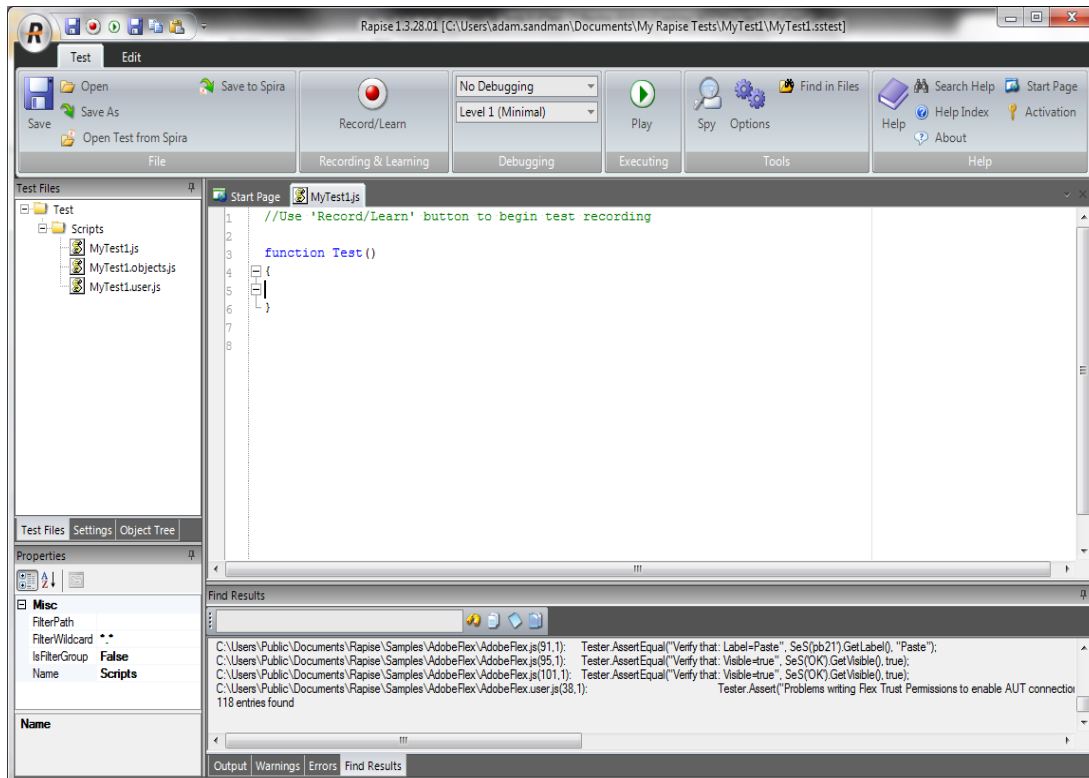 Rapise 1.3.28.01 [C:\Users\adam.sandman\Documents\My Rapise Tests\MyTest1\MyTest1.sstest]
Test Edit
Save
Open
Save As
Open Test from Spira
Save to Spira
File
Record/Learn
Recording & Learning
No Debugging
Level 1 (Minimal)
Debugging
Play
Executing
Spy
Options
Find in Files
Tools
Help
Search Help
Help Index
About
Start Page
Activation
Help
Test Files
Test
Scripts
MyTest1.js
MyTest1.objects.js
MyTest1.user.js
Test Files Settings Object Tree
Properties
Misc
FilterPath
FilterWildcard *.*
IsFilterGroup False
Name Scripts
Name
Start Page MyTest1.js
1 //Use 'Record/Learn' button to begin test recording
2
3 function Test()
4 {
5
6 }
7
8
Find Results
C:\Users\Public\Documents\Rapise\Samples\AdobeFlex\AdobeFlex.js(91,1): Tester.AssertEqual("Verify that: Label=Paste", SeS('pb21').GetLabel(), "Paste");
C:\Users\Public\Documents\Rapise\Samples\AdobeFlex\AdobeFlex.js(95,1): Tester.AssertEqual("Verify that: Visible=true", SeS('OK').GetVisible(), true);
C:\Users\Public\Documents\Rapise\Samples\AdobeFlex\AdobeFlex.js(101,1): Tester.AssertEqual("Verify that: Visible=true", SeS('OK').GetVisible(), true);
C:\Users\Public\Documents\Rapise\Samples\AdobeFlex\AdobeFlex.user.js(38,1): Tester.Assert("Problems writing Flex Trust Permissions to enable AUT connection
118 entries found
Output Warnings Errors Find Results